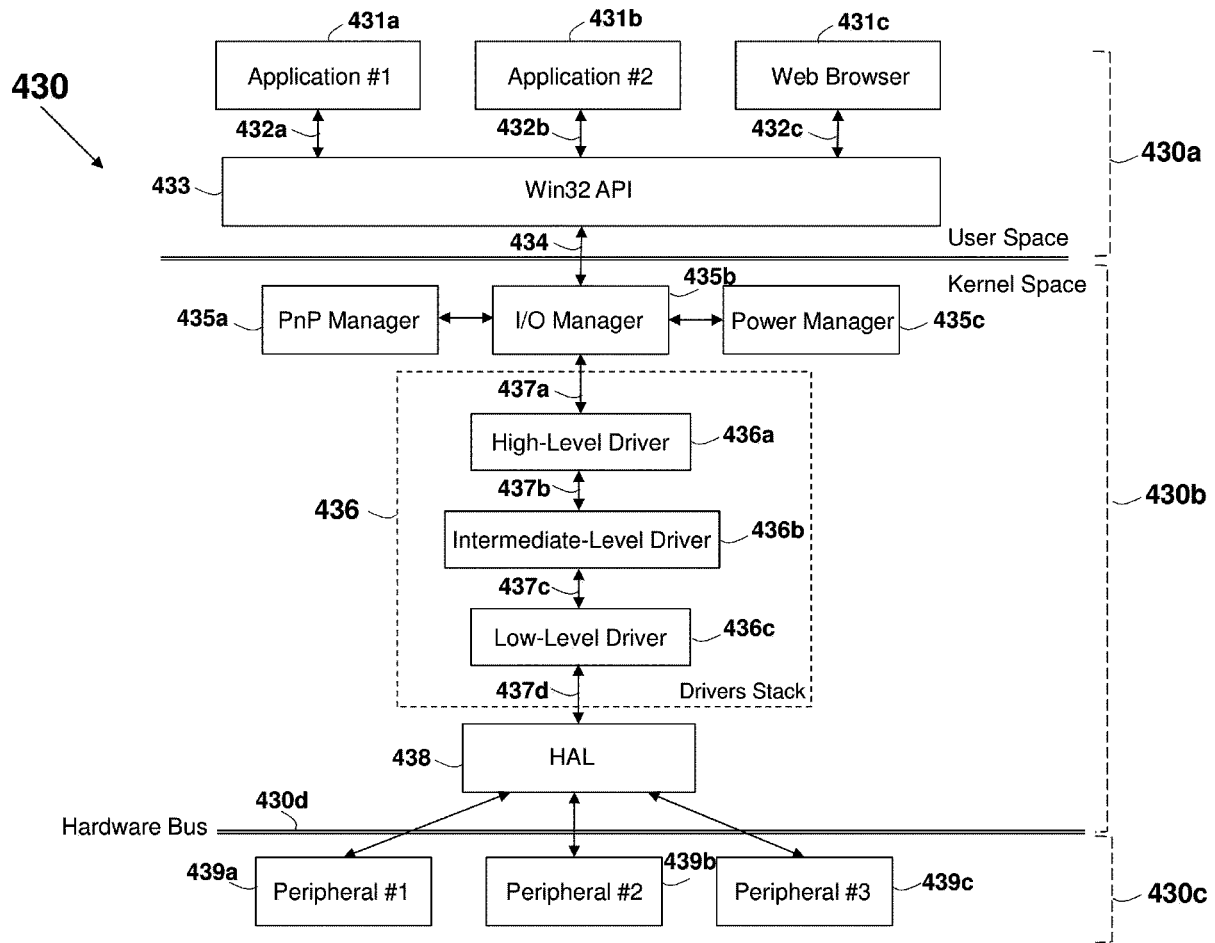 431a
431b
431c
Application #1
Application #2
Web Browser
430
432a
432b
432c
430a
433
Win32 API
434
User Space
Kernel Space
435b
435a
PnP Manager
I/O Manager
Power Manager
435c
437a
High-Level Driver
436a
437b
436
430b
Intermediate-Level Driver
436b
437c
Low-Level Driver
436c
437d
Drivers Stack
438
HAL
430d
Hardware Bus
439a
Peripheral #1
Peripheral #2
439b
Peripheral #3
439c
430c